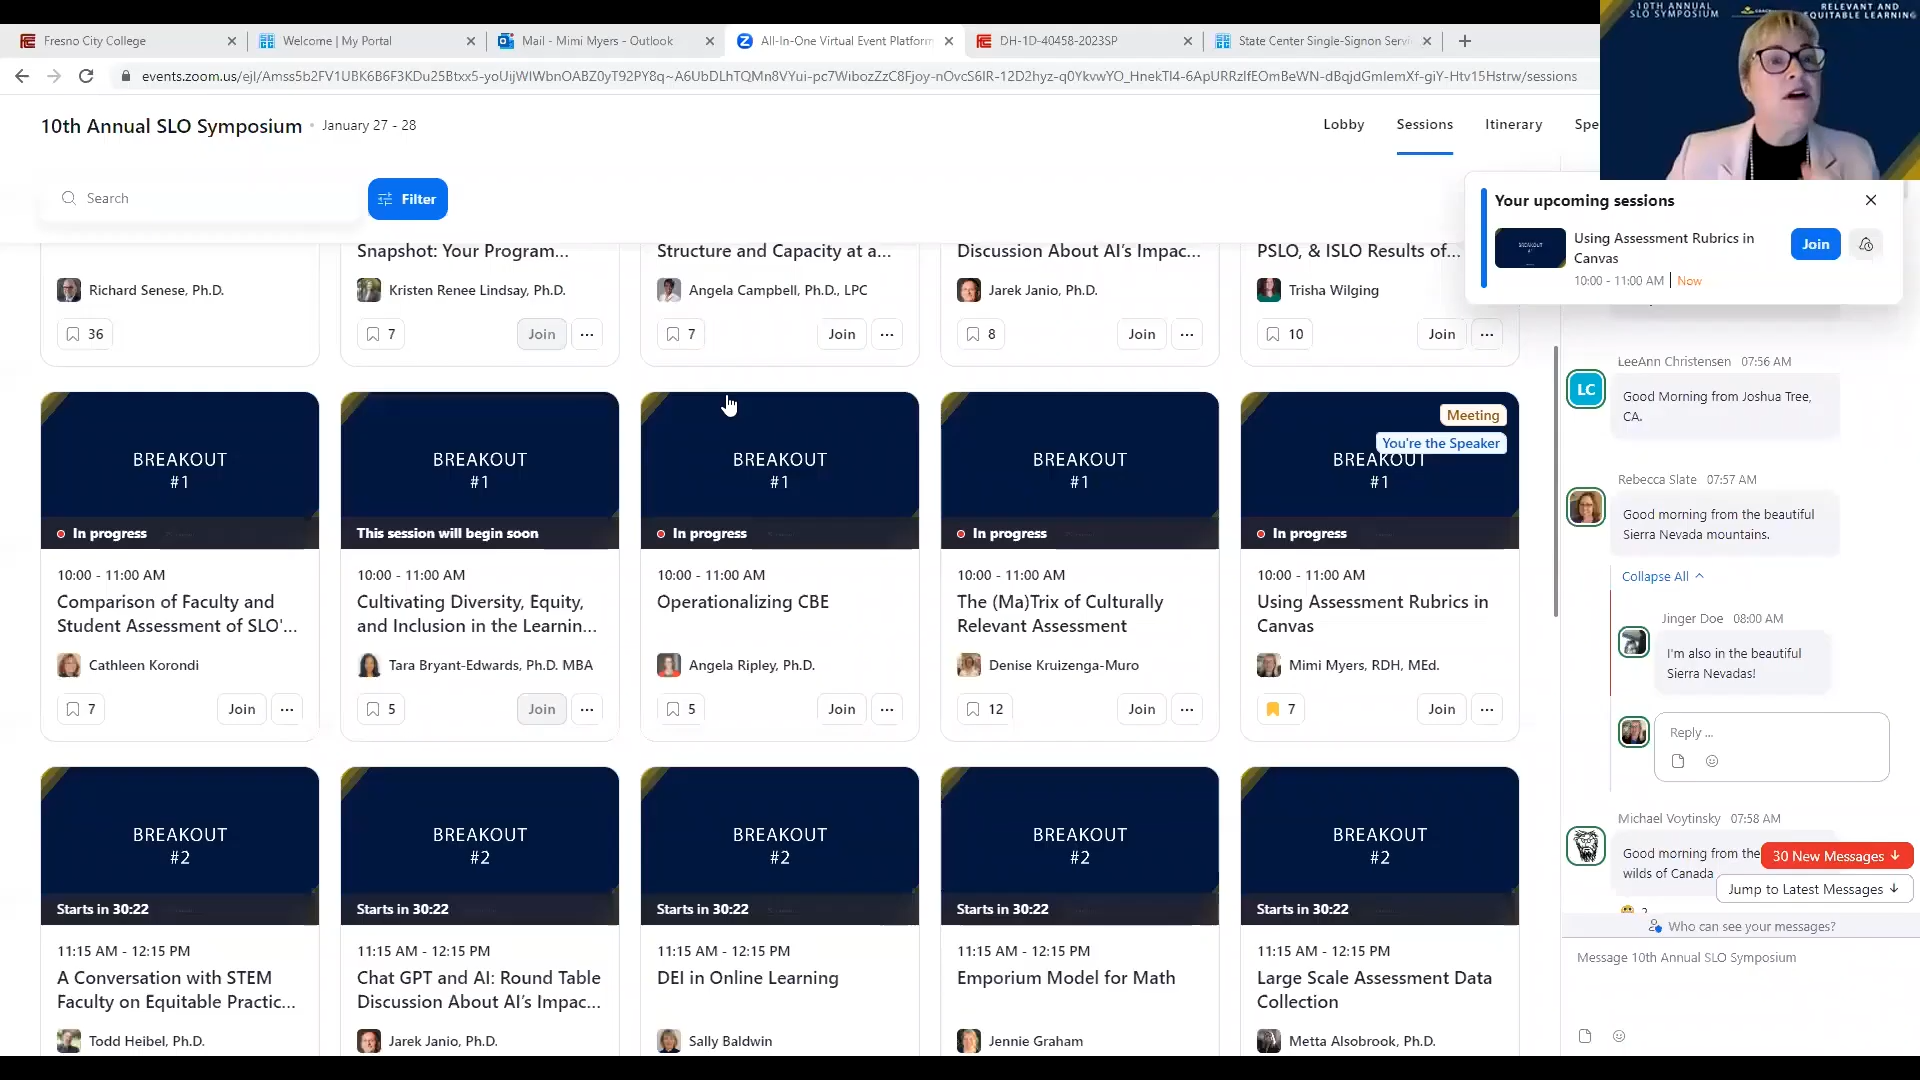 Fresno City College
Welcome | My Portal
Mail - Mimi Myers - Outlook
All-In-One Virtual Event Platform
DH-1D-40458-2023SP
State Center Single-Signon Servi
10TH ANNUAL
SLO SYMPOSIUM
RELEVANT AND
EQUITABLE LEARNING
10th Annual SLO Symposium
January 27 - 28
Lobby
Sessions
Itinerary
Spe
Search
Filter
Your upcoming sessions
Using Assessment Rubrics in
Canvas
10:00 - 11:00 AM | Now
Join
Snapshot: Your Program...
Structure and Capacity at a...
Discussion About AI's Impac...
PSLO, & ISLO Results of...
Richard Senese, Ph.D.
Kristen Renee Lindsay, Ph.D.
Angela Campbell, Ph.D., LPC
Jarek Janio, Ph.D.
Trisha Wilging
36
7 Join ...
7 Join ...
8 Join ...
10 Join ...
BREAKOUT
#1
In progress
10:00 - 11:00 AM
Comparison of Faculty and
Student Assessment of SLO'...
Cathleen Korondi
7 Join ...
BREAKOUT
#1
This session will begin soon
10:00 - 11:00 AM
Cultivating Diversity, Equity,
and Inclusion in the Learnin...
Tara Bryant-Edwards, Ph.D. MBA
5 Join ...
BREAKOUT
#1
In progress
10:00 - 11:00 AM
Operationalizing CBE
Angela Ripley, Ph.D.
5 Join ...
BREAKOUT
#1
In progress
10:00 - 11:00 AM
The (Ma)Trix of Culturally
Relevant Assessment
Denise Kruizenga-Muro
12 Join ...
Meeting
You're the Speaker
BREAKOUT
#1
In progress
10:00 - 11:00 AM
Using Assessment Rubrics in
Canvas
Mimi Myers, RDH, MEd.
7 Join ...
BREAKOUT
#2
Starts in 30:22
11:15 AM - 12:15 PM
A Conversation with STEM
Faculty on Equitable Practic...
Todd Heibel, Ph.D.
BREAKOUT
#2
Starts in 30:22
11:15 AM - 12:15 PM
Chat GPT and AI: Round Table
Discussion About AI's Impac...
Jarek Janio, Ph.D.
BREAKOUT
#2
Starts in 30:22
11:15 AM - 12:15 PM
DEI in Online Learning
Sally Baldwin
BREAKOUT
#2
Starts in 30:22
11:15 AM - 12:15 PM
Emporium Model for Math
Jennie Graham
BREAKOUT
#2
Starts in 30:22
11:15 AM - 12:15 PM
Large Scale Assessment Data
Collection
Metta Alsobrook, Ph.D.
LeeAnn Christensen 07:56 AM
LC
Good Morning from Joshua Tree,
CA.
Rebecca Slate 07:57 AM
Good morning from the beautiful
Sierra Nevada mountains.
Collapse All
Jinger Doe 08:00 AM
I'm also in the beautiful
Sierra Nevadas!
Reply ...
Michael Voytinsky 07:58 AM
Good morning from the
wilds of Canada
30 New Messages
Jump to Latest Messages
2
Who can see your messages?
Message 10th Annual SLO Symposium